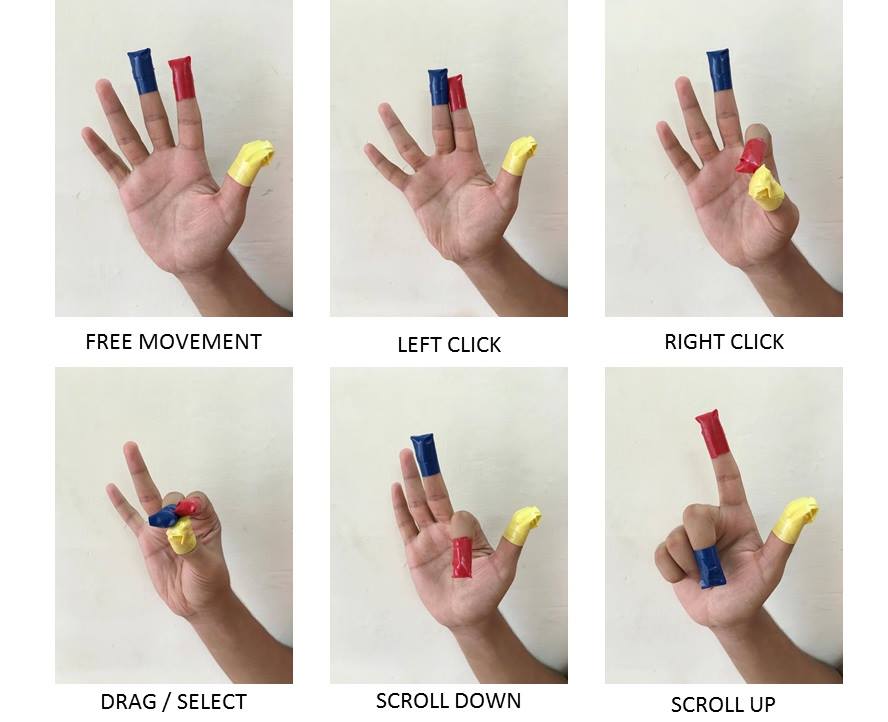 FREE MOVEMENT
LEFT CLICK
RIGHT CLICK
DRAG / SELECT
SCROLL DOWN
SCROLL UP